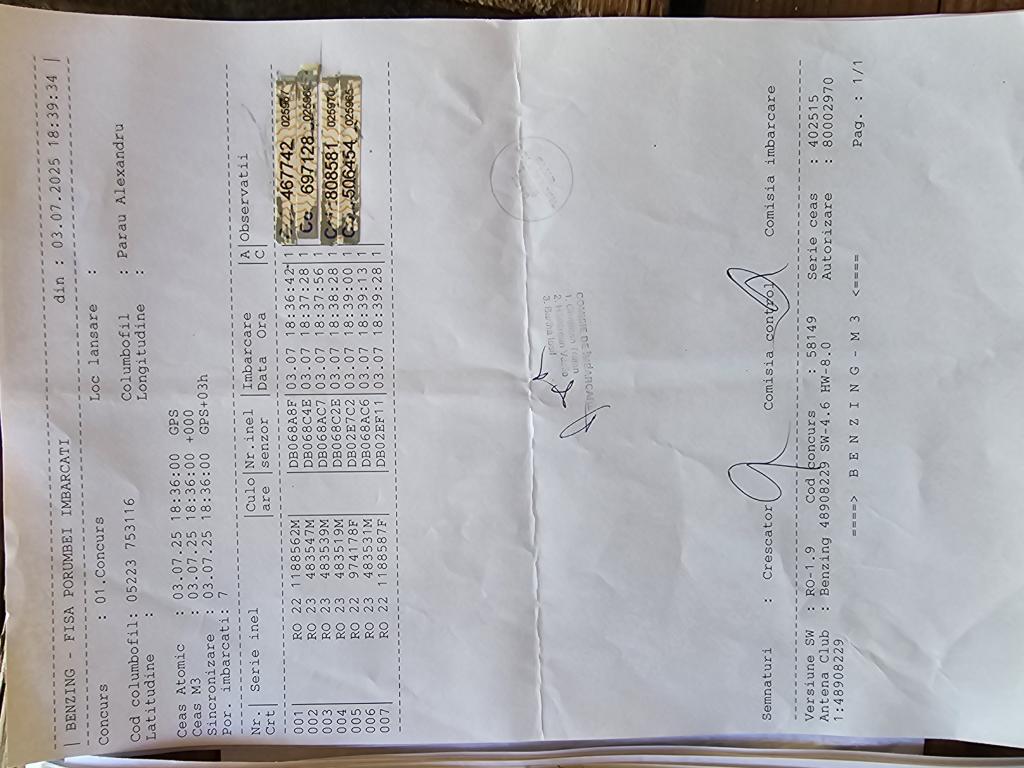 | BENZING - FISA PORUMBEI IMBARCATI din : 03.07.2025 18:39:34 |
Concurs : 01.Concurs Loc lansare :
Cod columbofil: 05223 753116 Columbofil : Parau Alexandru
Latitudine : Longitudine :
Ceas Atomic : 03.07.25 18:36:00 GPS
Ceas M3 : 03.07.25 18:36:00 +000
Sincronizare : 03.07.25 18:36:00 GPS+03h
Por. imbarcati: 7
Nr.| Serie inel |Culo|Nr.inel |Imbarcare |A|Observatii
Crt| |are |senzor |Data Ora |C|
001| RO 22 1188562M |DB06BA8F|03.07 18:36:42|1
002| RO 23 483547M |DB068C4E|03.07 18:37:28|1
003| RO 23 483539M |DB06BAC7|03.07 18:37:56|1
004| RO 23 483519M |DB068C2E|03.07 18:38:28|1
005| RO 22 974178F |DB02E7C2|03.07 18:39:00|1
006| RO 23 483531M |DB06BAC6|03.07 18:39:13|1
007| RO 22 1188587F |DB02EF11|03.07 18:39:28|1
467742
697128
808581 025970
506454
COMISIE DE IMBARCARE
Semnaturi : Crescator Comisia control Comisia imbarcare
Versiune SW : RO-1.9 Cod concurs : 58149 Serie ceas : 402515
Antena Club : Benzing 48908229 SW-4.6 HW-8.0 Autorizare : 80002970
1:48908229
====> B E N Z I N G - M 3 <==== Pag. : 1/1